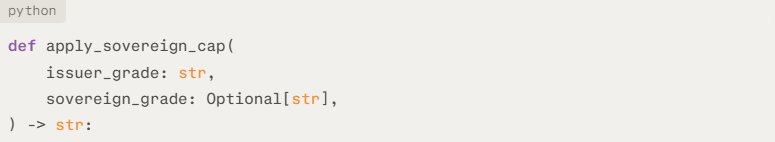 python
def apply_sovereign_cap(
    issuer_grade: str,
    sovereign_grade: Optional[str],
) -> str: